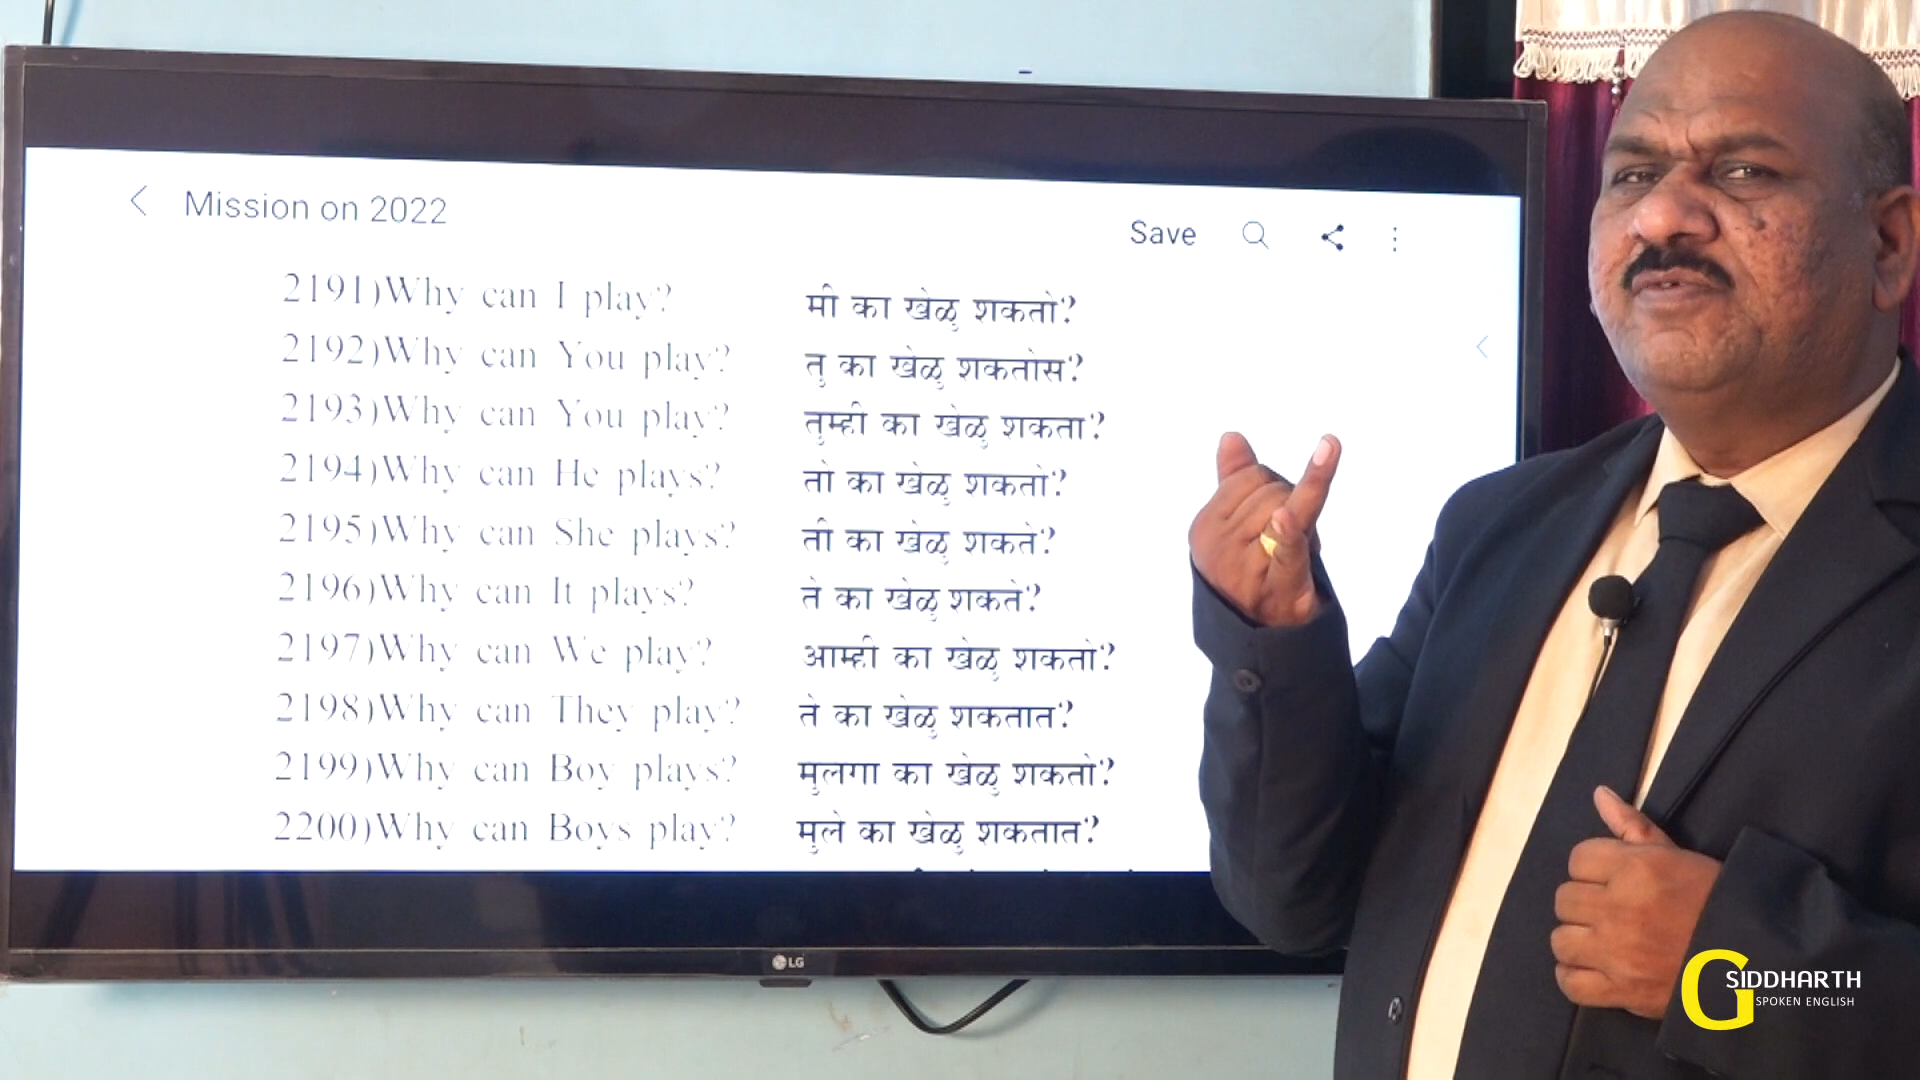 Mission on 2022
Save
2191)Why can I play? मी का खेळु शकतो?
2192)Why can You play? तु का खेळु शकतोस?
2193)Why can You play? तुम्ही का खेळु शकता?
2194)Why can He plays? तो का खेळु शकतो?
2195)Why can She plays? ती का खेळु शकते?
2196)Why can It plays? ते का खेळु शकते?
2197)Why can We play? आम्ही का खेळु शकतो?
2198)Why can They play? ते का खेळु शकतात?
2199)Why can Boy plays? मुलगा का खेळु शकतो?
2200)Why can Boys play? मुले का खेळु शकतात?
LG
G SIDDHARTH
SPOKEN ENGLISH